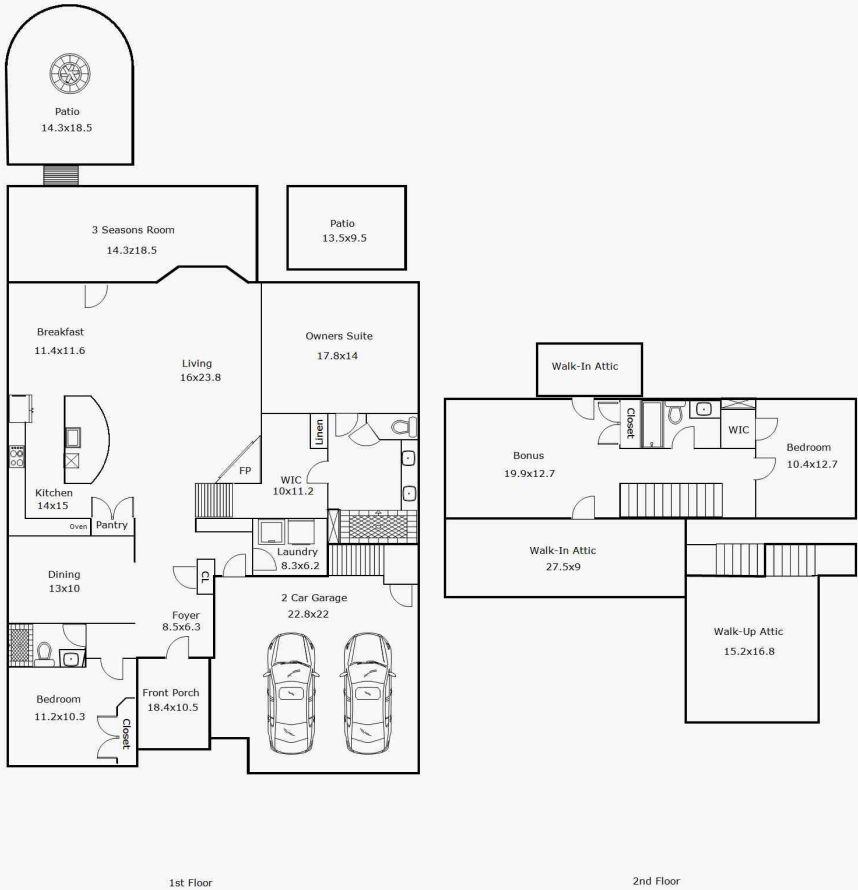 Patio
14.3x18.5
3 Seasons Room
14.3z18.5
Patio
13.5x9.5
Breakfast
11.4x11.6
Living
16x23.8
Owners Suite
17.8x14
Linen
FP
WIC
10x11.2
Kitchen
14x15
Oven
Pantry
Laundry
8.3x6.2
Dining
13x10
CL
Foyer
8.5x6.3
2 Car Garage
22.8x22
Bedroom
11.2x10.3
Closet
Front Porch
18.4x10.5
1st Floor
Walk-In Attic
Bonus
19.9x12.7
Closet
WIC
Bedroom
10.4x12.7
Walk-In Attic
27.5x9
Walk-Up Attic
15.2x16.8
2nd Floor